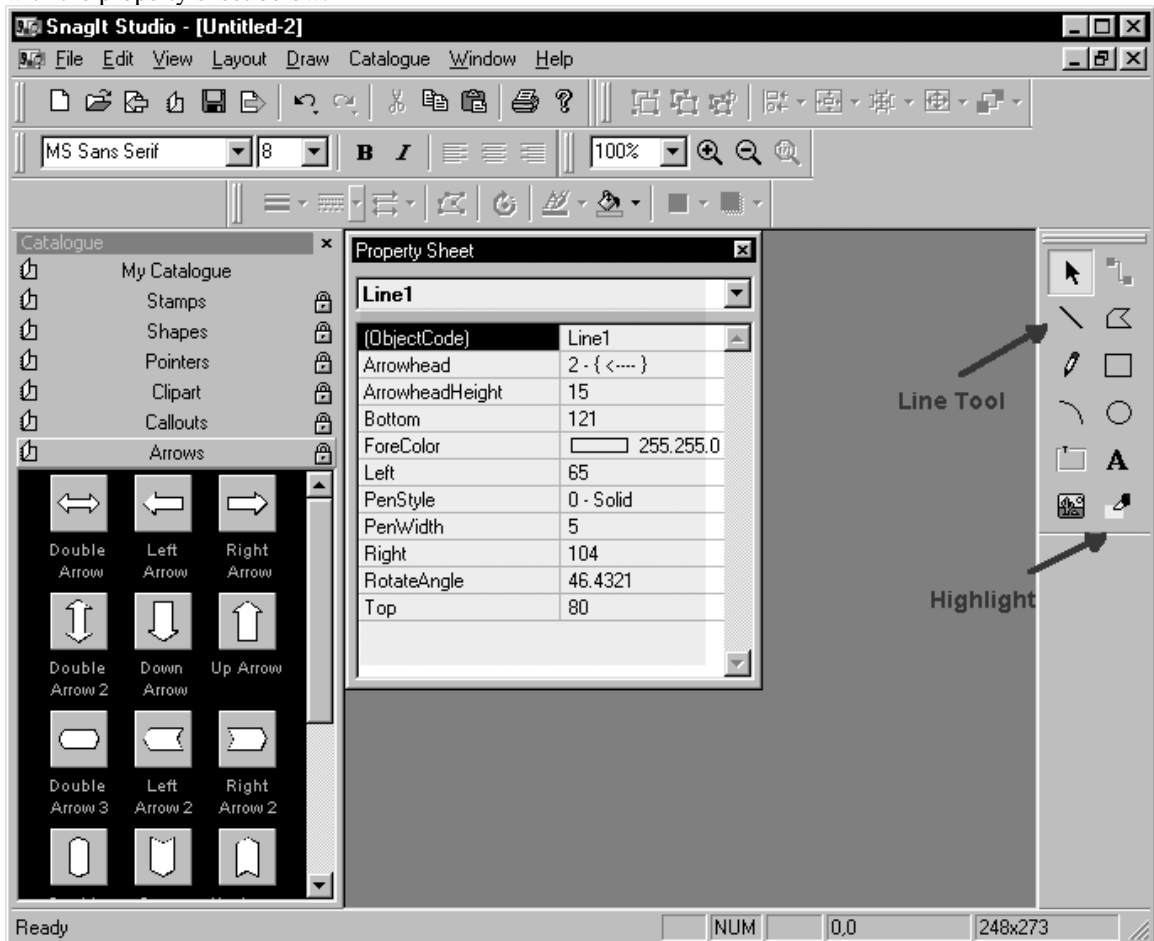 SnagIt Studio - [Untitled-2]
File Edit View Layout Draw Catalogue Window Help
MS Sans Serif 8 B I 100%
Catalogue
My Catalogue
Stamps
Shapes
Pointers
Clipart
Callouts
Arrows
Double Arrow
Left Arrow
Right Arrow
Double Arrow 2
Down Arrow
Up Arrow
Double Arrow 3
Left Arrow 2
Right Arrow 2
Property Sheet
Line1
(ObjectCode) Line1
Arrowhead 2 - { <---- }
ArrowheadHeight 15
Bottom 121
ForeColor 255.255.0
Left 65
PenStyle 0 - Solid
PenWidth 5
Right 104
RotateAngle 46.4321
Top 80
Line Tool
A
Highlight
Ready NUM 0,0 248x273